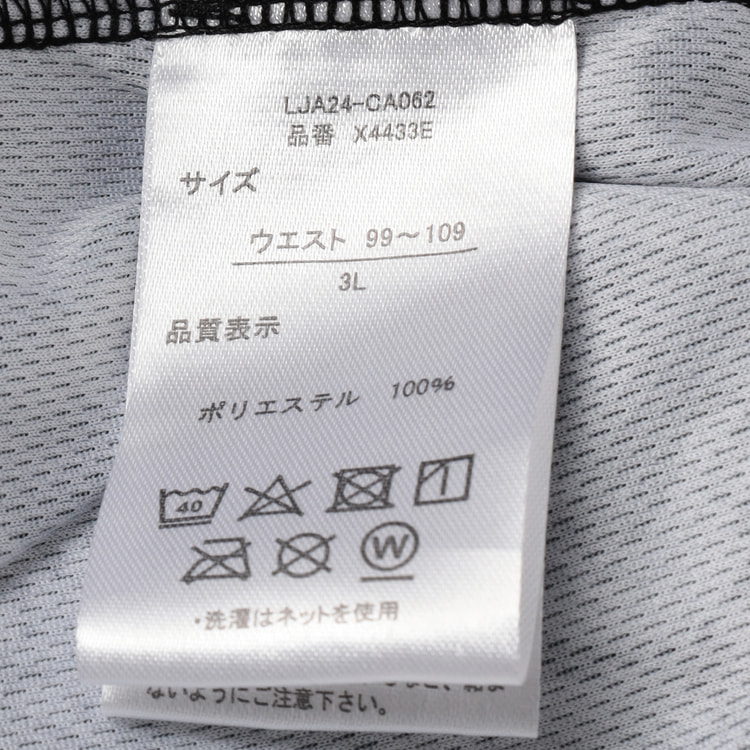 LJA24-CA062
品番 X4433E
サイズ
ウエスト 99～109
3L
品質表示
ポリエステル 100%
40
W
・洗濯はネットを使用
ないようにご注意下さい。